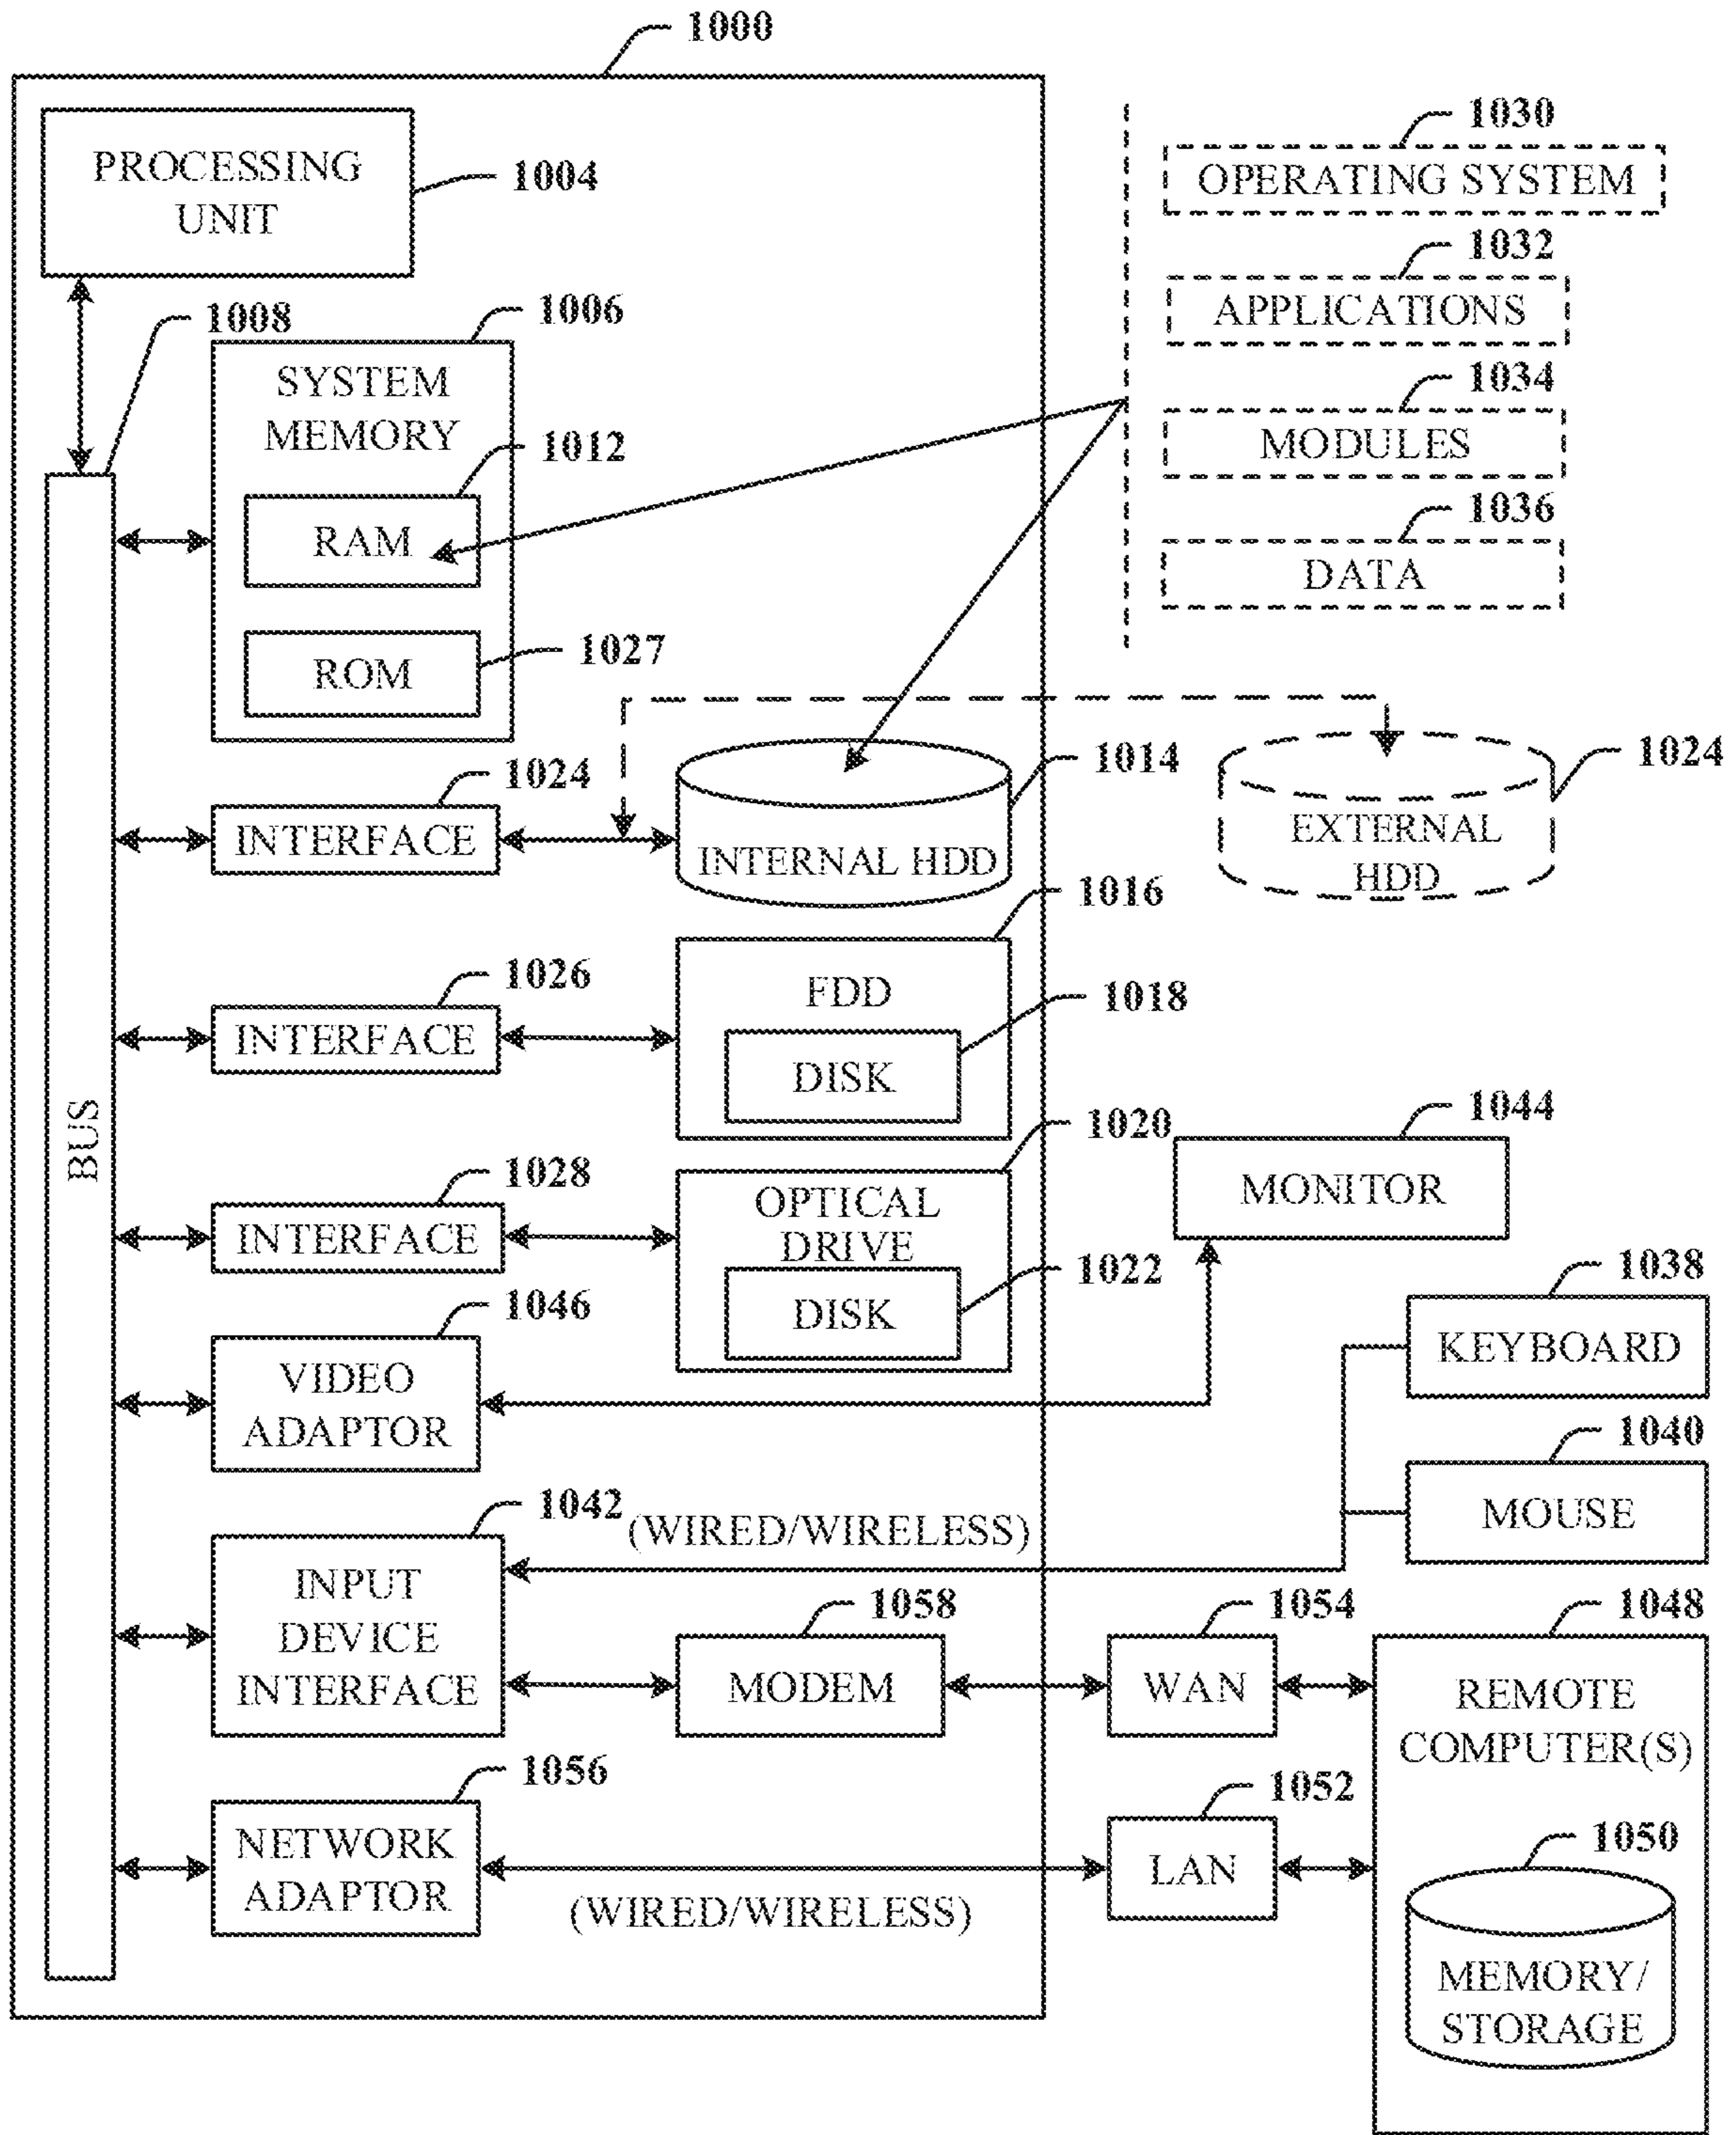 1000
PROCESSING
UNIT
1004
1030
OPERATING SYSTEM
1032
APPLICATIONS
1034
MODULES
1036
DATA
1008
1006
SYSTEM
MEMORY
1012
RAM
1027
ROM
1024
INTERFACE
1014
INTERNAL HDD
1024
EXTERNAL
HDD
1026
INTERFACE
1016
FDD
1018
DISK
BUS
1028
INTERFACE
1020
OPTICAL
DRIVE
1022
DISK
1044
MONITOR
1046
VIDEO
ADAPTOR
1038
KEYBOARD
1040
MOUSE
1042
(WIRED/WIRELESS)
INPUT
DEVICE
INTERFACE
1058
MODEM
1054
WAN
1048
REMOTE
COMPUTER(S)
1056
NETWORK
ADAPTOR
(WIRED/WIRELESS)
1052
LAN
1050
MEMORY/
STORAGE